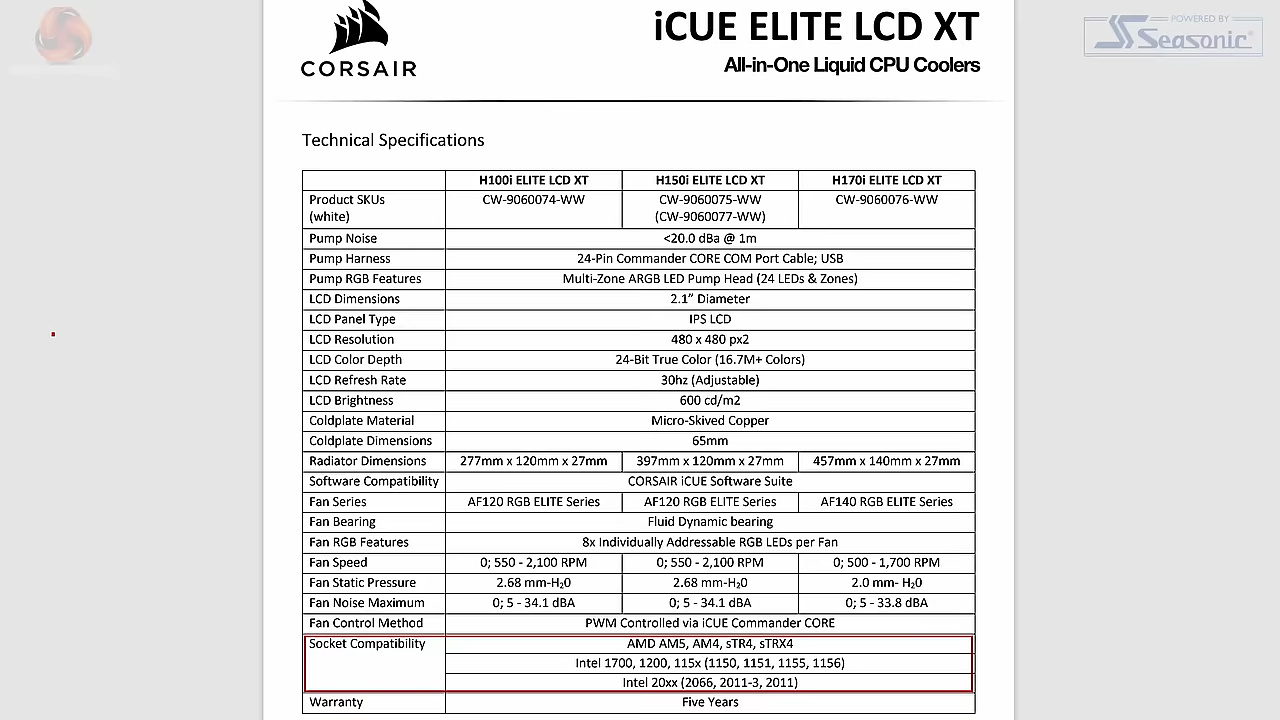 CORSAIR
iCUE ELITE LCD XT
All-in-One Liquid CPU Coolers
POWERED BY
Seasonic®
Technical Specifications
H100i ELITE LCD XT H150i ELITE LCD XT H170i ELITE LCD XT
Product SKUs CW-9060074-WW CW-9060075-WW CW-9060076-WW
(white) (CW-9060077-WW)
Pump Noise <20.0 dBa @ 1m
Pump Harness 24-Pin Commander CORE COM Port Cable; USB
Pump RGB Features Multi-Zone ARGB LED Pump Head (24 LEDs & Zones)
LCD Dimensions 2.1” Diameter
LCD Panel Type IPS LCD
LCD Resolution 480 x 480 px2
LCD Color Depth 24-Bit True Color (16.7M+ Colors)
LCD Refresh Rate 30hz (Adjustable)
LCD Brightness 600 cd/m2
Coldplate Material Micro-Skived Copper
Coldplate Dimensions 65mm
Radiator Dimensions 277mm x 120mm x 27mm 397mm x 120mm x 27mm 457mm x 140mm x 27mm
Software Compatibility CORSAIR iCUE Software Suite
Fan Series AF120 RGB ELITE Series AF120 RGB ELITE Series AF140 RGB ELITE Series
Fan Bearing Fluid Dynamic bearing
Fan RGB Features 8x Individually Addressable RGB LEDs per Fan
Fan Speed 0; 550 - 2,100 RPM 0; 550 - 2,100 RPM 0; 500 - 1,700 RPM
Fan Static Pressure 2.68 mm-H₂0 2.68 mm-H₂0 2.0 mm- H₂0
Fan Noise Maximum 0; 5 - 34.1 dBA 0; 5 - 34.1 dBA 0; 5 - 33.8 dBA
Fan Control Method PWM Controlled via iCUE Commander CORE
Socket Compatibility AMD AM5, AM4, sTR4, sTRX4
Intel 1700, 1200, 115x (1150, 1151, 1155, 1156)
Intel 20xx (2066, 2011-3, 2011)
Warranty Five Years